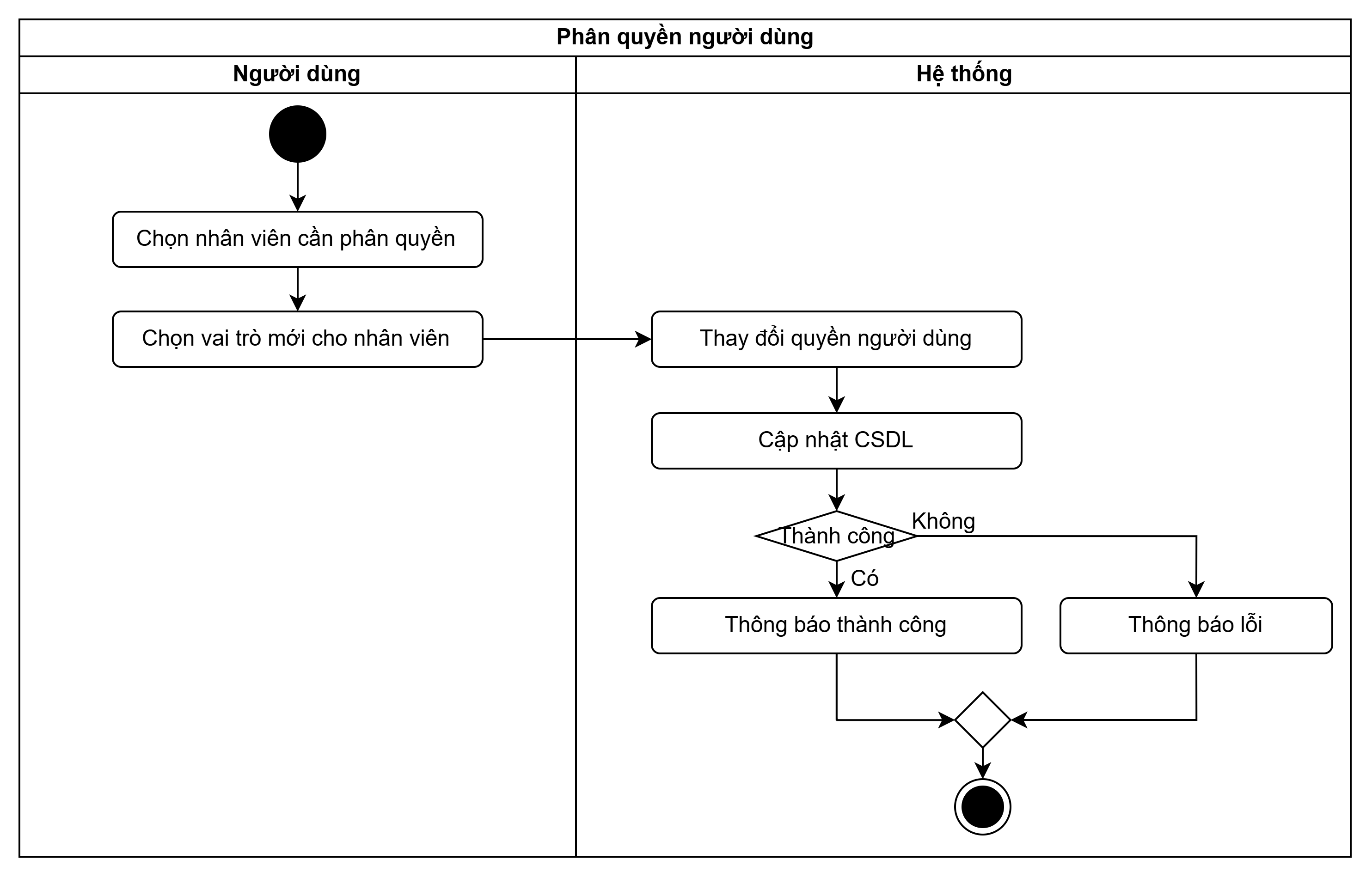 Phân quyền người dùng
Người dùng
Hệ thống
Chọn nhân viên cần phân quyền
Chọn vai trò mới cho nhân viên
Thay đổi quyền người dùng
Cập nhật CSDL
Không
Thành công
Có
Thông báo thành công
Thông báo lỗi